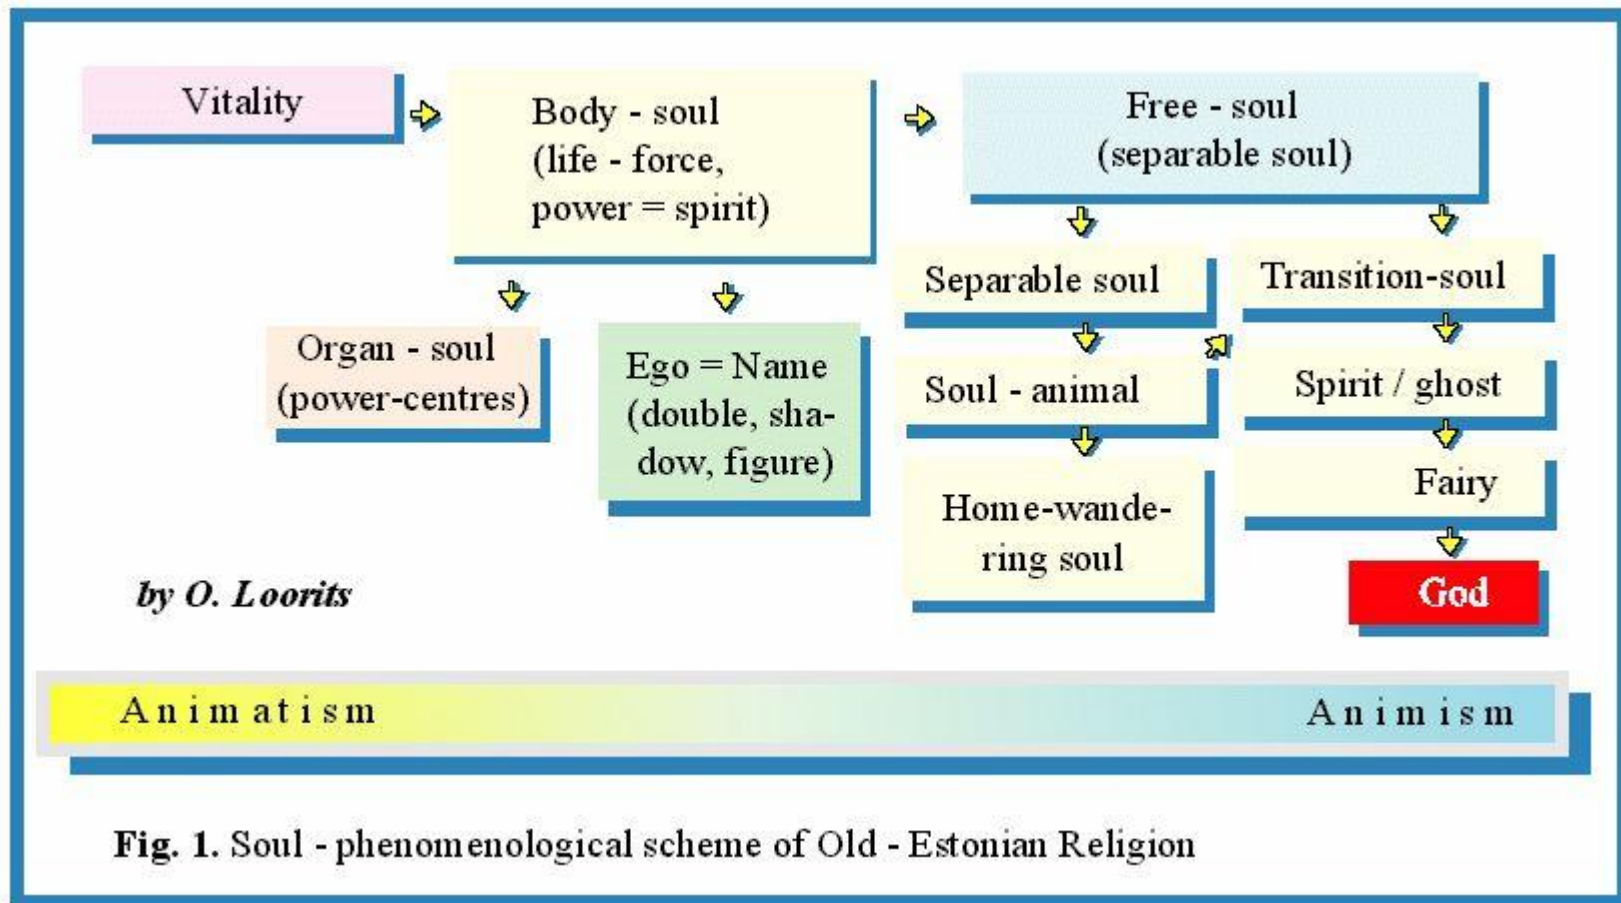 Vitality
Body - soul
(life - force,
power = spirit)
Free - soul
(separable soul)
Organ - soul
(power-centres)
Ego = Name
(double, sha-
dow, figure)
Separable soul
Soul - animal
Home-wande-
ring soul
Transition-soul
Spirit / ghost
Fairy
God
by O. Loorits
Animatism
Animism
Fig. 1. Soul - phenomenological scheme of Old - Estonian Religion